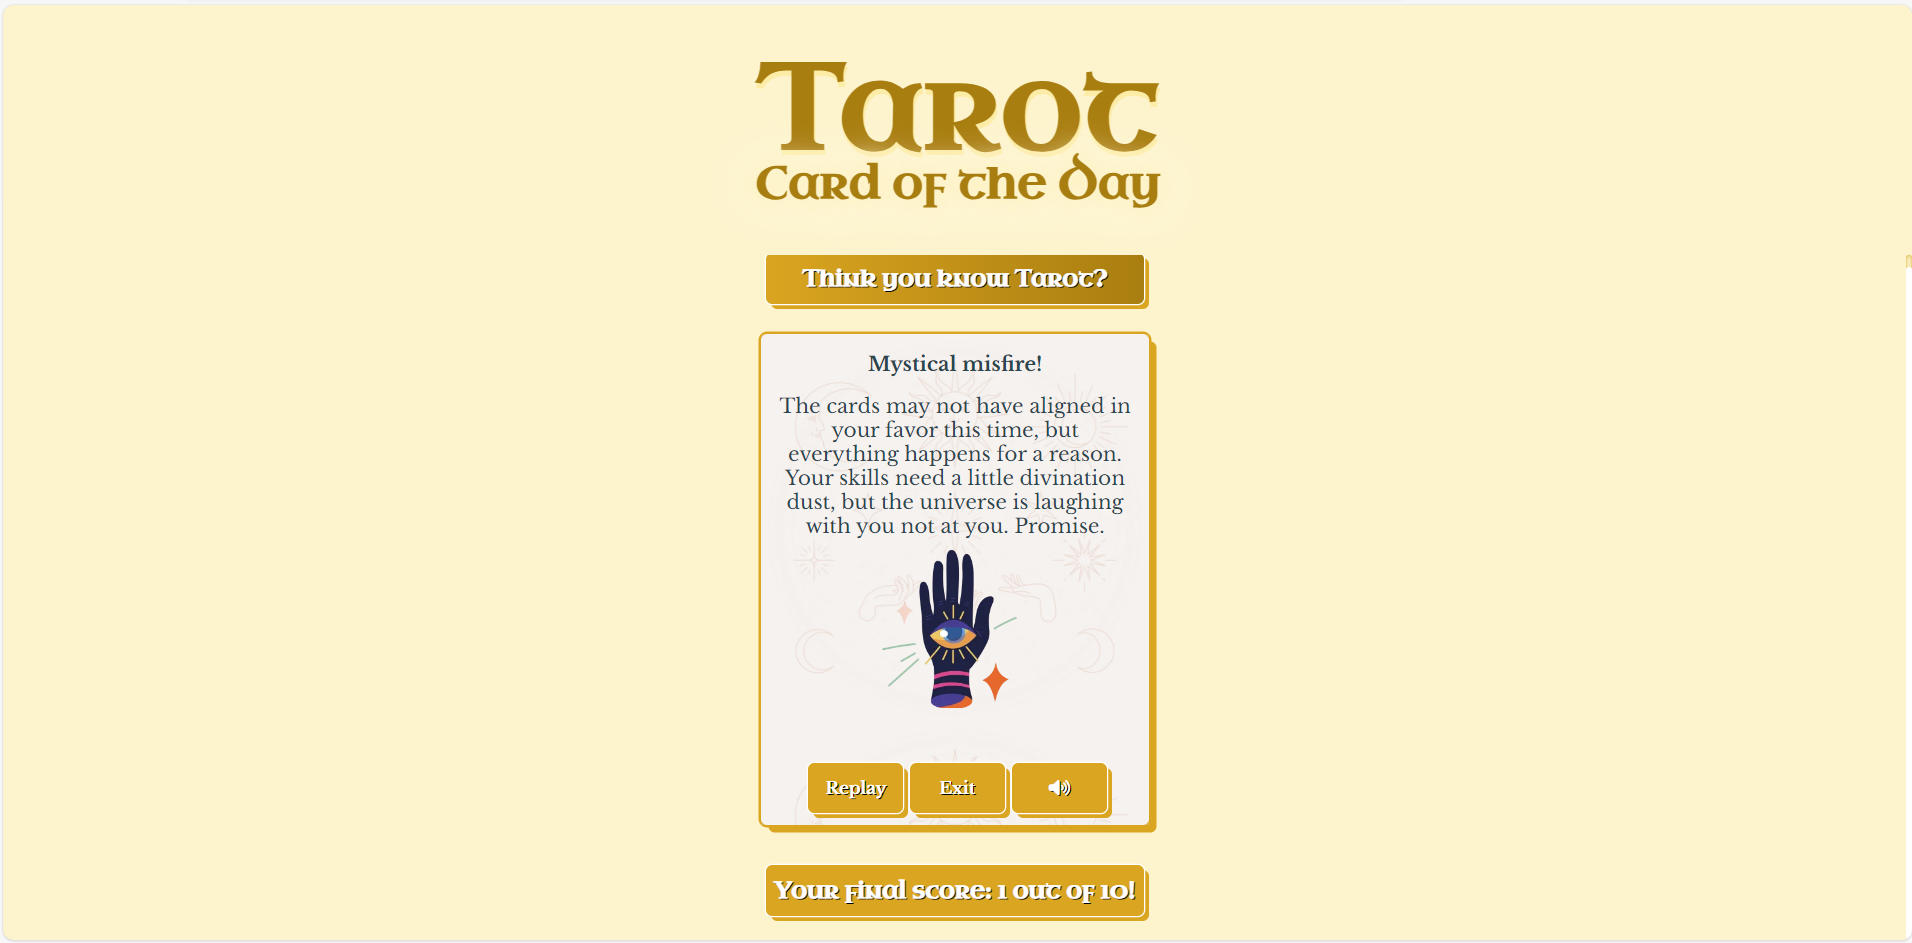 Tarot
Card of the Day
Think you know Tarot?
Mystical misfire!
The cards may not have aligned in
your favor this time, but
everything happens for a reason.
Your skills need a little divination
dust, but the universe is laughing
with you not at you. Promise.
Replay Exit
Your final score: 1 out of 10!